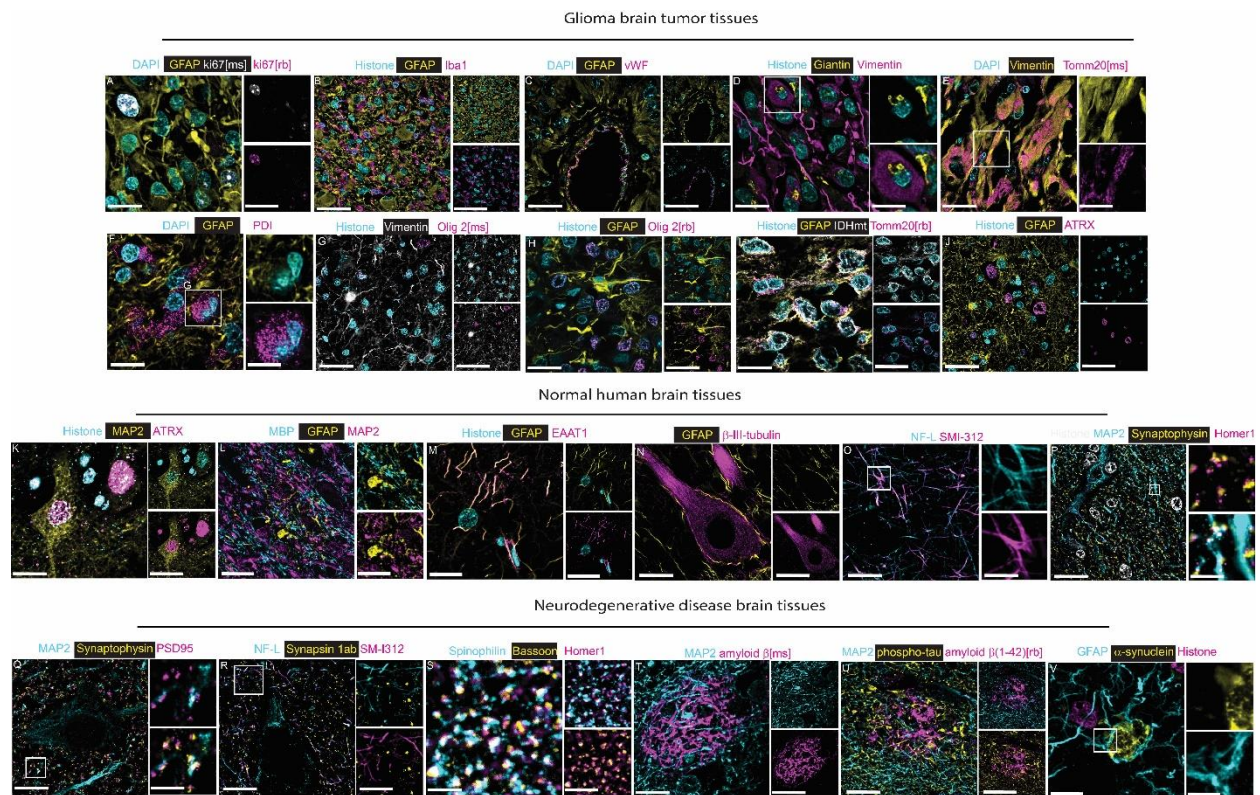 Glioma brain tumor tissues
DAPI GFAP ki67[ms] ki67[rb]
Histone GFAP Iba1
DAPI GFAP vWF
Histone Giantin Vimentin
DAPI Vimentin Tomm20[ms]
A
B
C
D
E
DAPI GFAP PDI
Histone Vimentin Olig 2[ms]
Histone GFAP Olig 2[rb]
Histone GFAP IDHmt Tomm20[rb]
Histone GFAP ATRX
F
G
G
H
I
J
Normal human brain tissues
Histone MAP2 ATRX
MBP GFAP MAP2
Histone GFAP EAAT1
GFAP β-III-tubulin
NF-L SMI-312
Histone MAP2 Synaptophysin Homer1
K
L
M
N
O
P
Neurodegenerative disease brain tissues
MAP2 Synaptophysin PSD95
NF-L Synapsin 1ab SM-I312
Spinophilin Bassoon Homer1
MAP2 amyloid β[ms]
MAP2 phospho-tau amyloid β(1-42)[rb]
GFAP α-synuclein Histone
Q
R
S
T
U
V